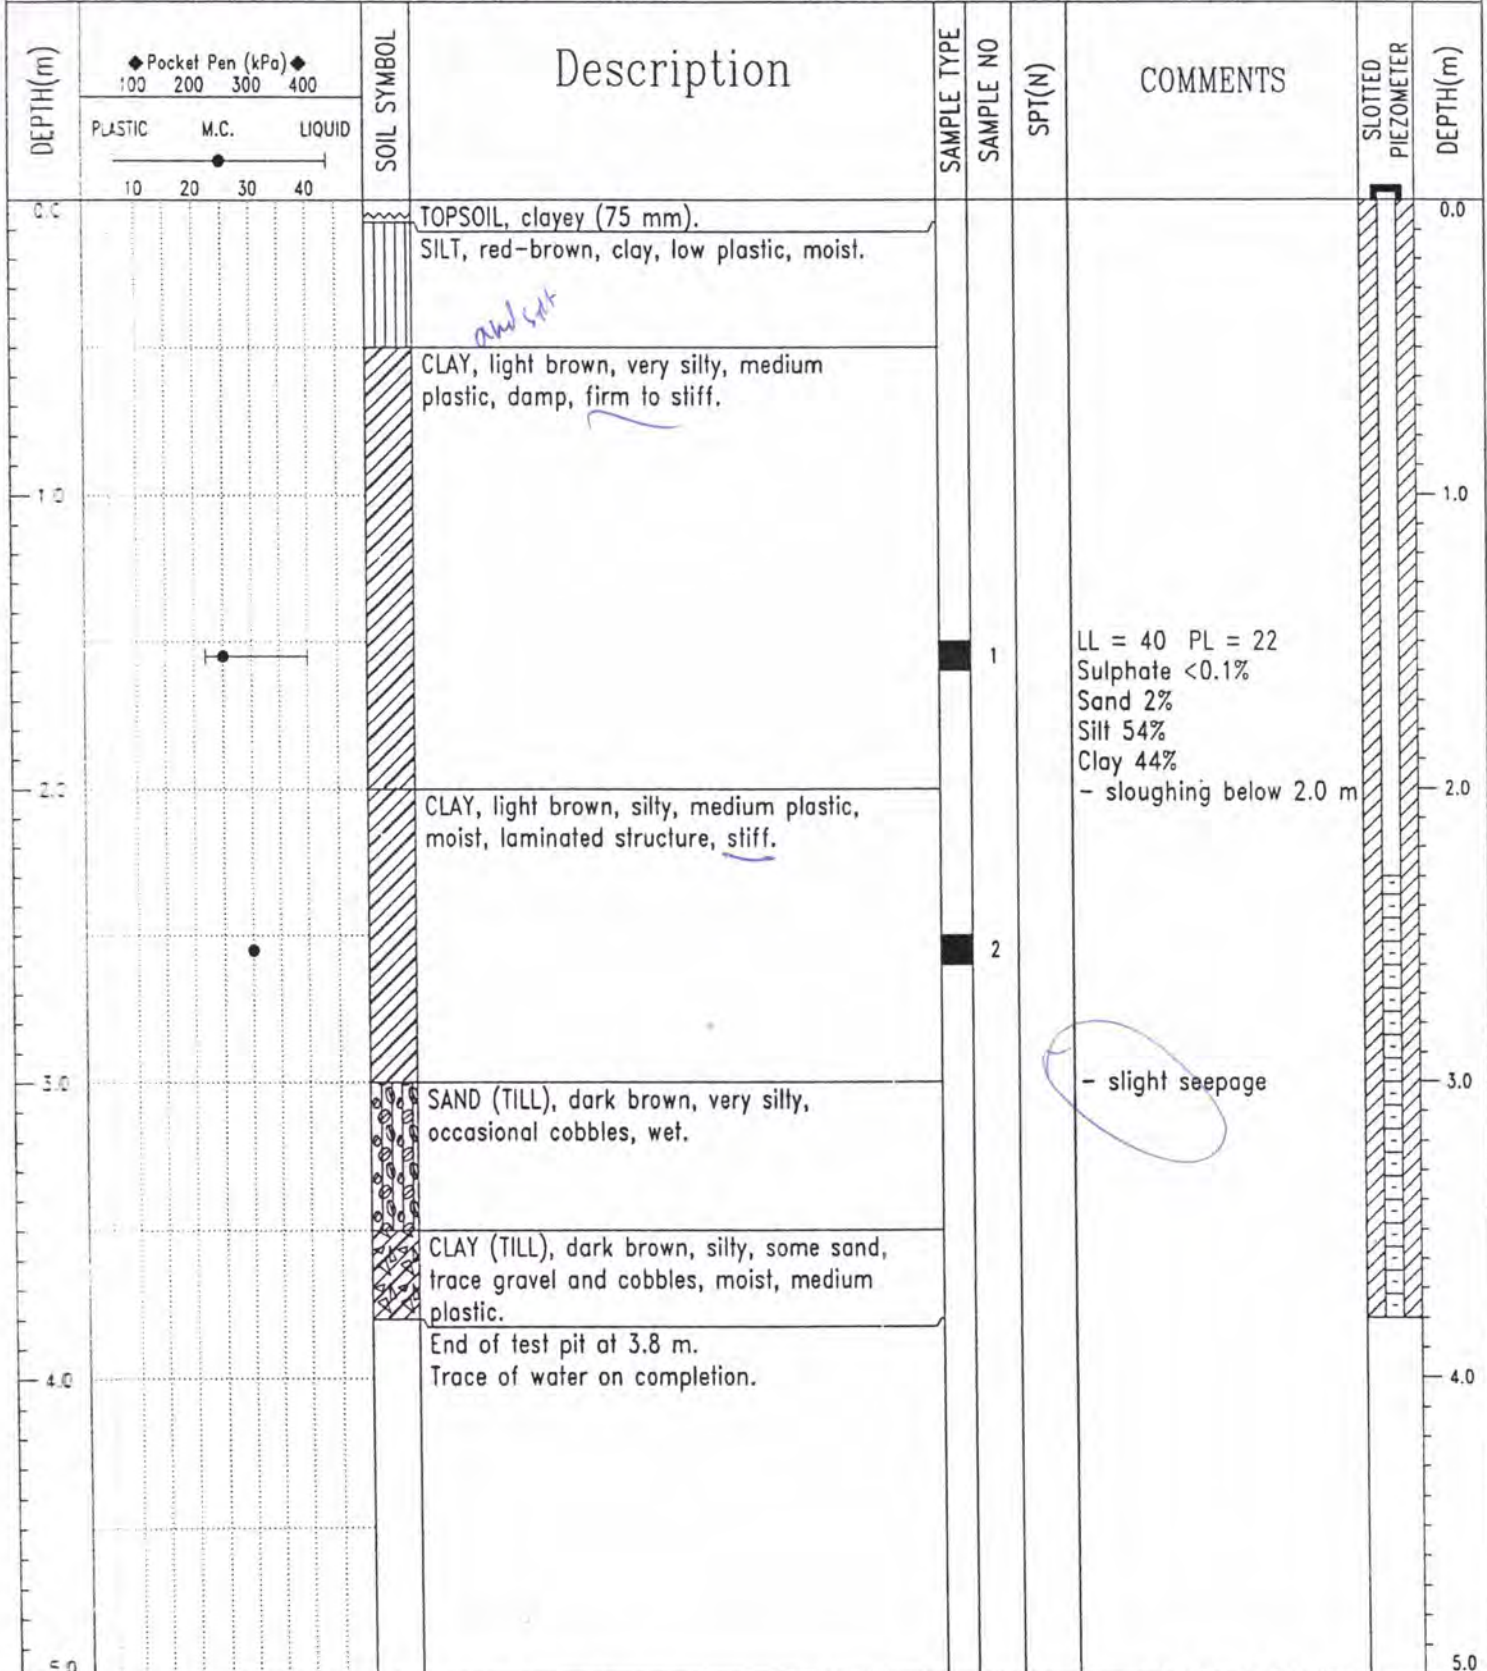 DEPTH(m)
◆Pocket Pen (kPa)◆
100 200 300 400
PLASTIC M.C. LIQUID
10 20 30 40
SOIL SYMBOL
Description
SAMPLE TYPE
SAMPLE NO
SPT(N)
COMMENTS
SLOTTED
PIEZOMETER
DEPTH(m)
0.0
TOPSOIL, clayey (75 mm).
0.0
SILT, red-brown, clay, low plastic, moist.
and silt
CLAY, light brown, very silty, medium
plastic, damp, firm to stiff.
1.0
1.0
1
LL = 40 PL = 22
Sulphate <0.1%
Sand 2%
Silt 54%
Clay 44%
- sloughing below 2.0 m
2.0
2.0
CLAY, light brown, silty, medium plastic,
moist, laminated structure, stiff.
2
- slight seepage
3.0
3.0
SAND (TILL), dark brown, very silty,
occasional cobbles, wet.
CLAY (TILL), dark brown, silty, some sand,
trace gravel and cobbles, moist, medium
plastic.
End of test pit at 3.8 m.
Trace of water on completion.
4.0
4.0
5.0
5.0